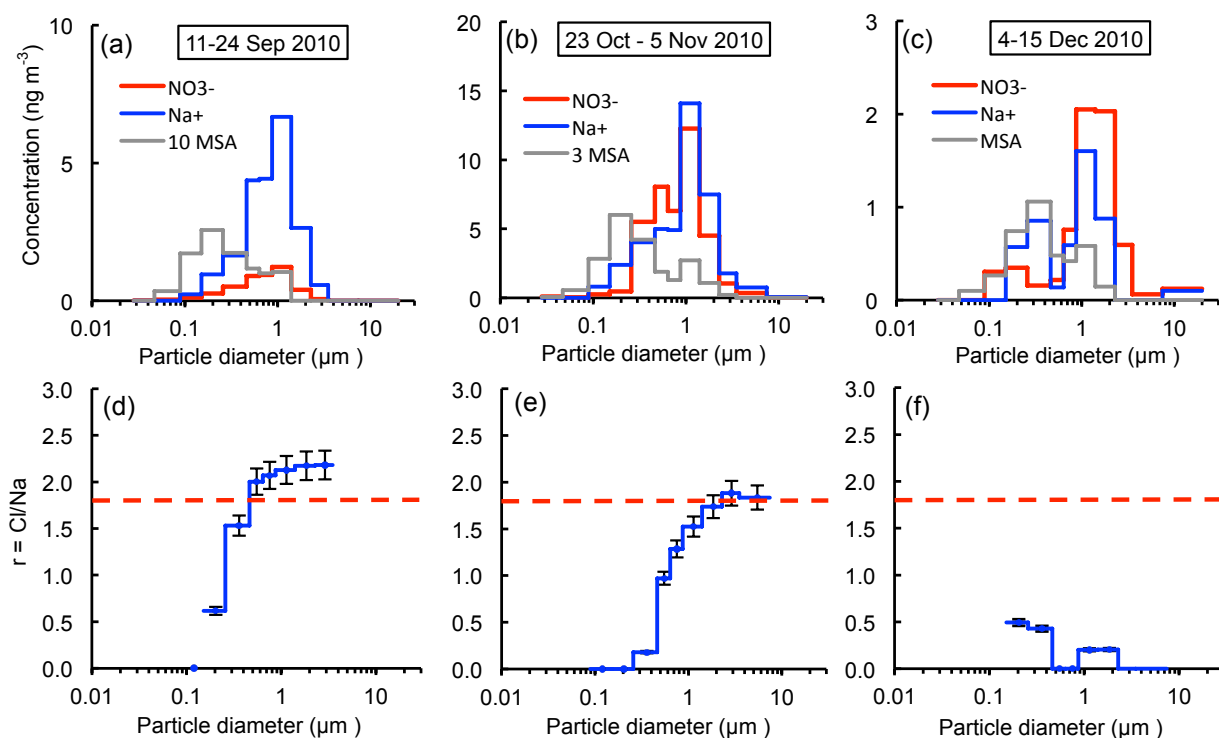 (a)
11-24 Sep 2010
NO3-
Na+
10 MSA
Concentration (ng m-3)
10
5
0
0.01 0.1 1 10
Particle diameter (µm )
(b)
23 Oct - 5 Nov 2010
NO3-
Na+
3 MSA
20
15
10
5
0
0.01 0.1 1 10
Particle diameter (µm )
(c)
4-15 Dec 2010
NO3-
Na+
MSA
3
2
1
0
0.01 0.1 1 10
Particle diameter (µm )
(d)
r = Cl/Na
3.0
2.5
2.0
1.5
1.0
0.5
0.0
0.01 0.1 1 10
Particle diameter (µm )
(e)
3.0
2.5
2.0
1.5
1.0
0.5
0.0
0.01 0.1 1 10
Particle diameter (µm )
(f)
3.0
2.5
2.0
1.5
1.0
0.5
0.0
0.01 0.1 1 10
Particle diameter (µm )